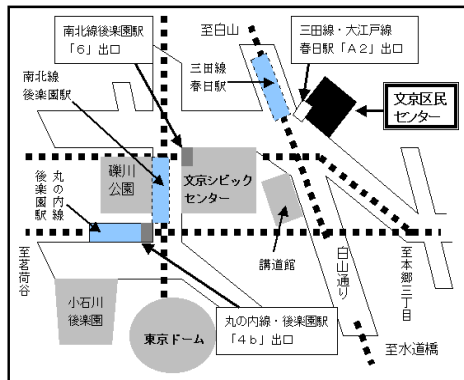 南北線後楽園駅
「6」出口
至白山
三田線・大江戸線
春日駅「A2」出口
南北線
後楽園駅
三田線
春日駅
文京区民
センター
礫川
公園
文京シビック
センター
丸の内線
後楽園駅
講道館
至茗荷谷
白山通り
至本郷三丁目
小石川
後楽園
東京ドーム
丸の内線・後楽園駅
「4b」出口
至水道橋